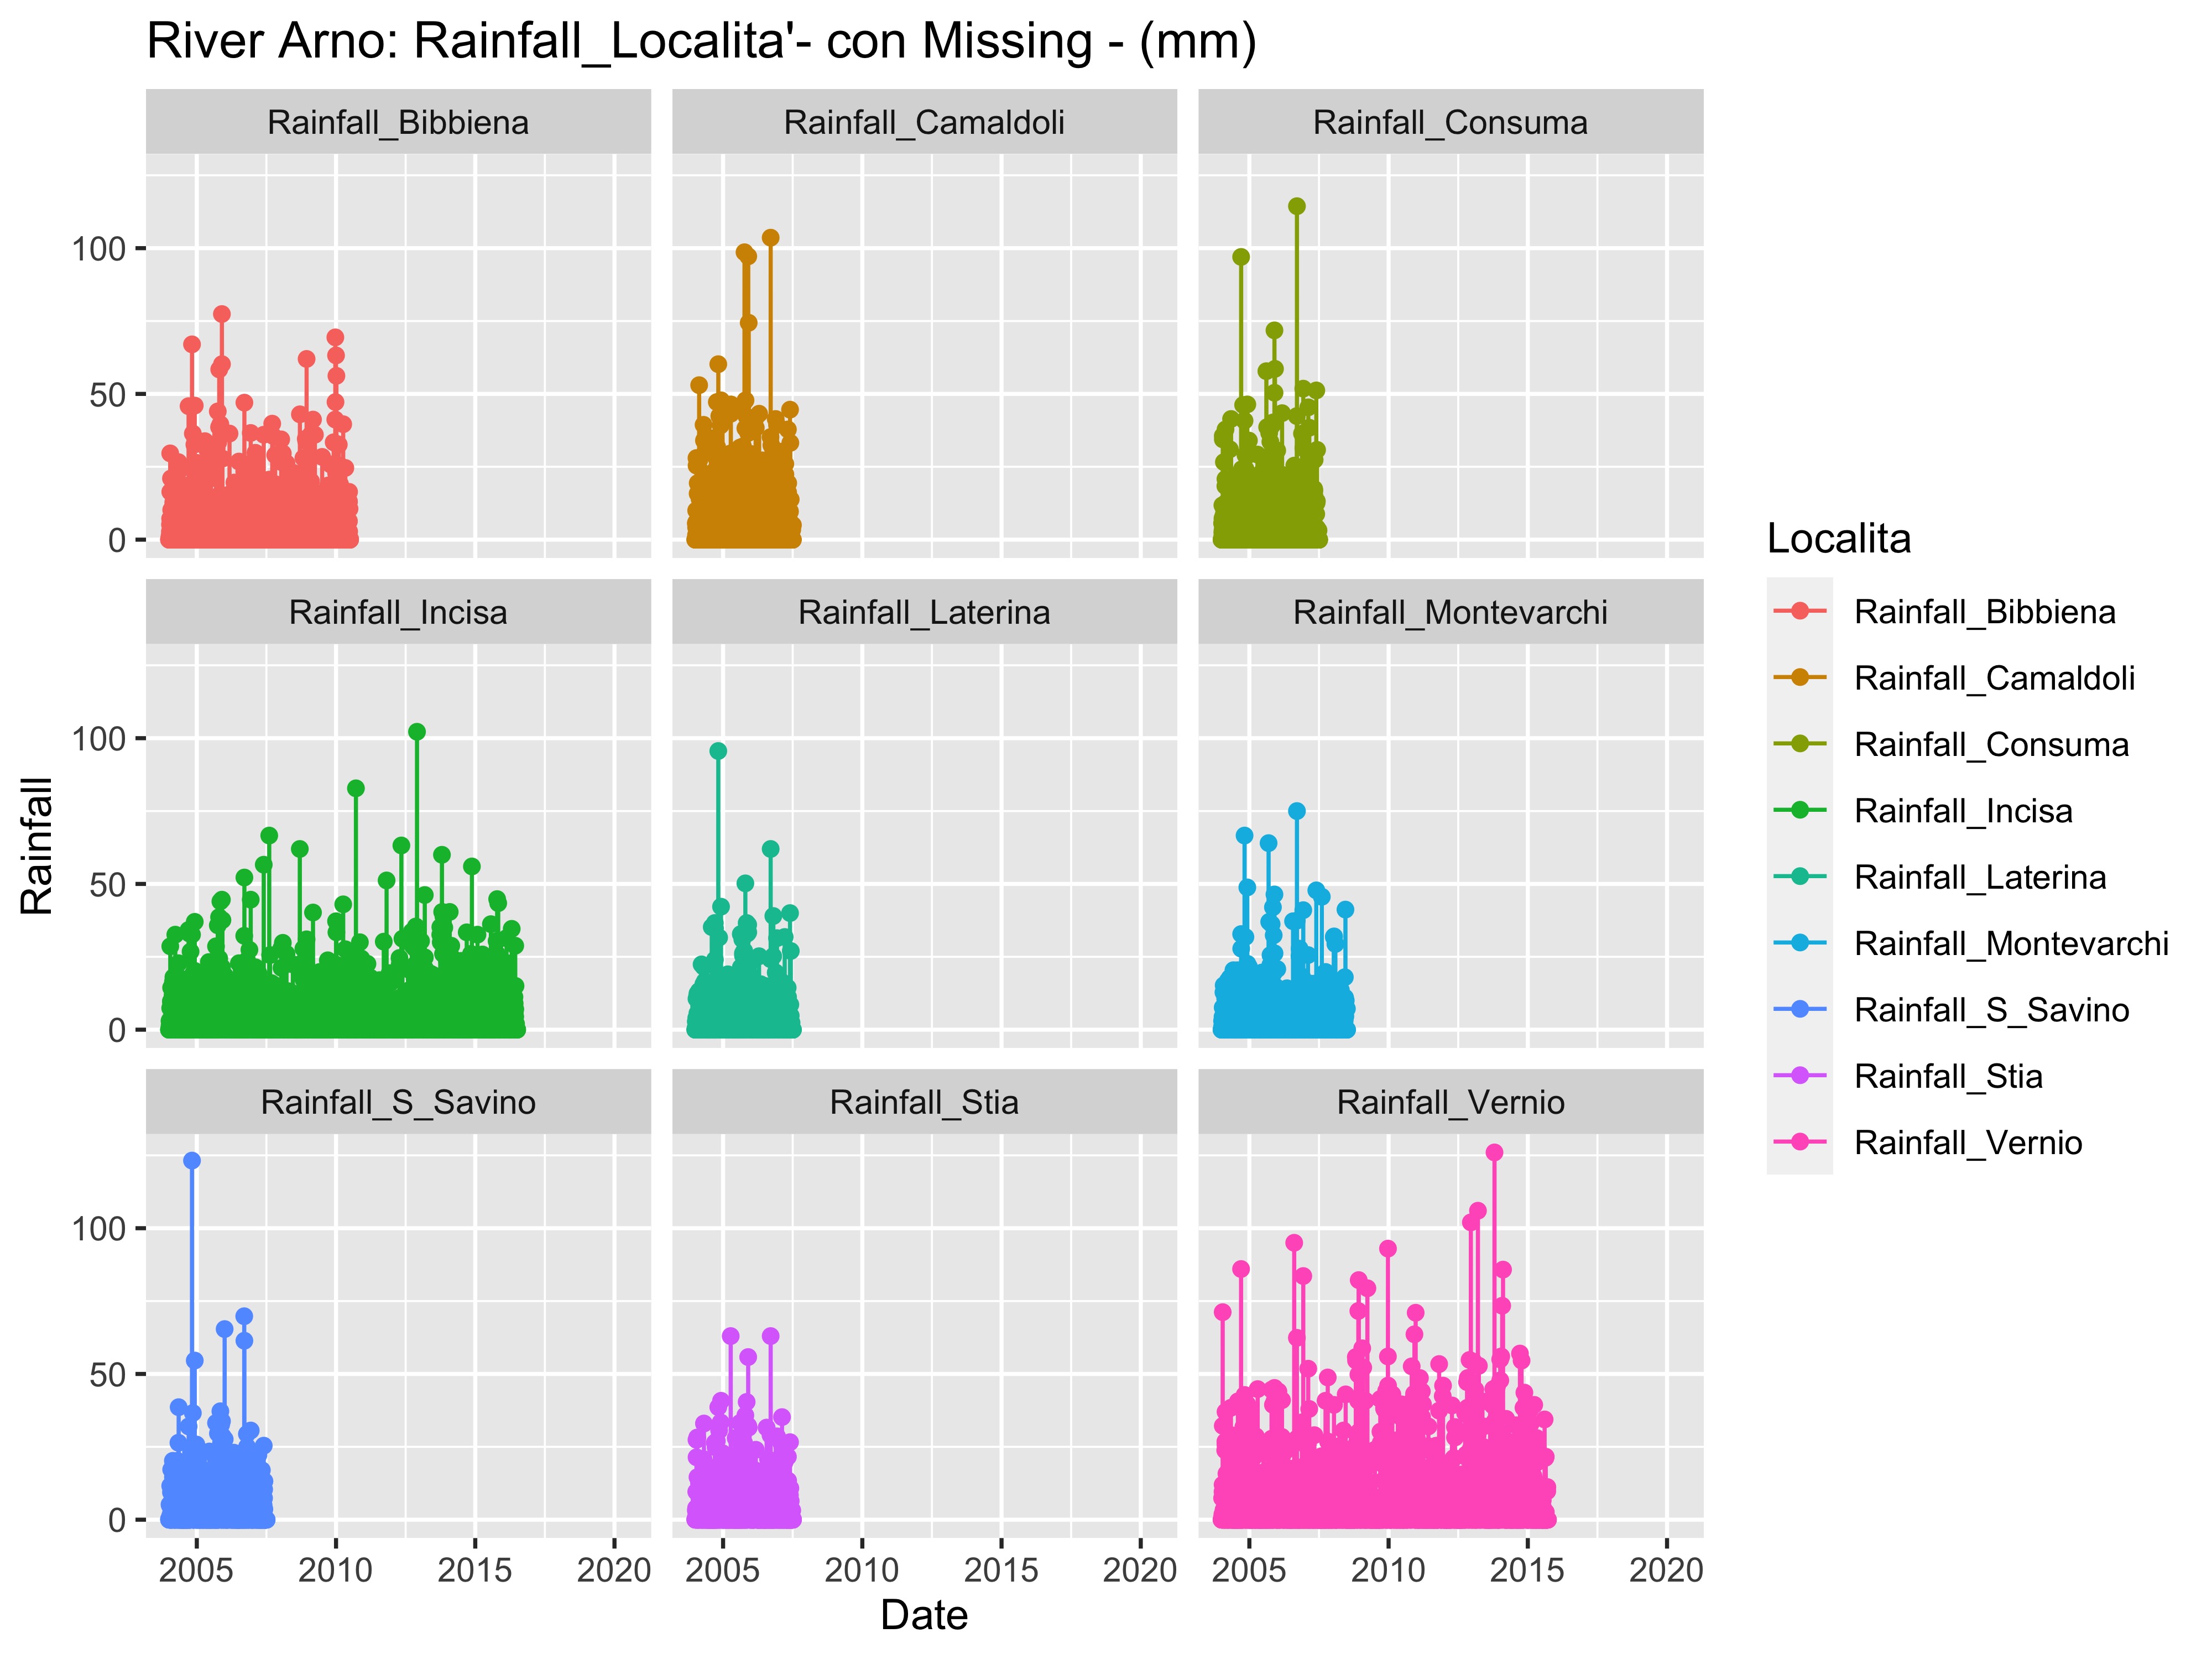 River Arno: Rainfall_Localita'- con Missing - (mm)
Rainfall_Bibbiena
Rainfall_Camaldoli
Rainfall_Consuma
100
50
0
Rainfall_Incisa
Rainfall_Laterina
Rainfall_Montevarchi
100
50
0
Rainfall_S_Savino
Rainfall_Stia
Rainfall_Vernio
100
50
0
2005 2010 2015 2020
2005 2010 2015 2020
2005 2010 2015 2020
Date
Rainfall
Localita
Rainfall_Bibbiena
Rainfall_Camaldoli
Rainfall_Consuma
Rainfall_Incisa
Rainfall_Laterina
Rainfall_Montevarchi
Rainfall_S_Savino
Rainfall_Stia
Rainfall_Vernio